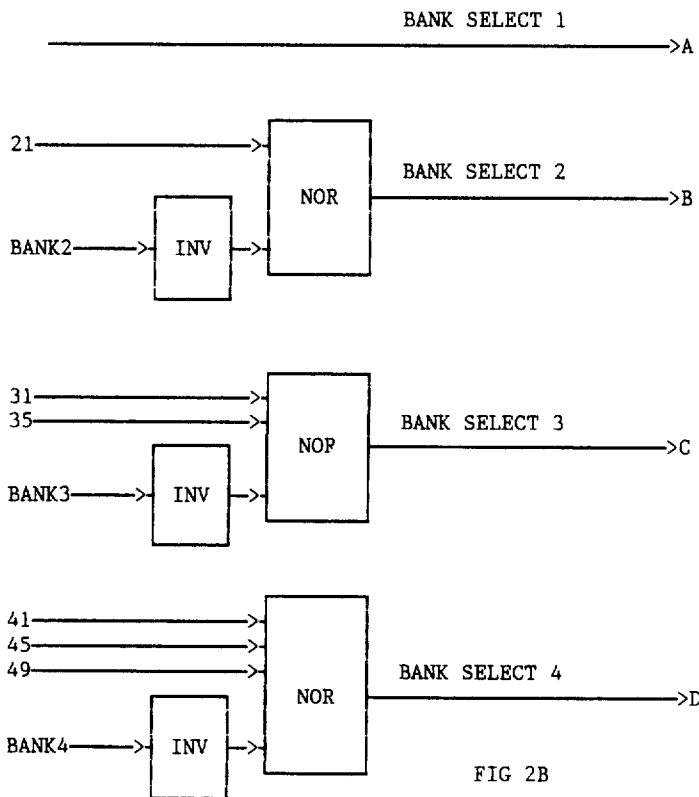 BANK SELECT 1
A
21
NOR
BANK SELECT 2
B
BANK2
INV
31
35
NOP
BANK SELECT 3
C
BANK3
INV
41
45
49
NOR
BANK SELECT 4
D
BANK4
INV
FIG 2B